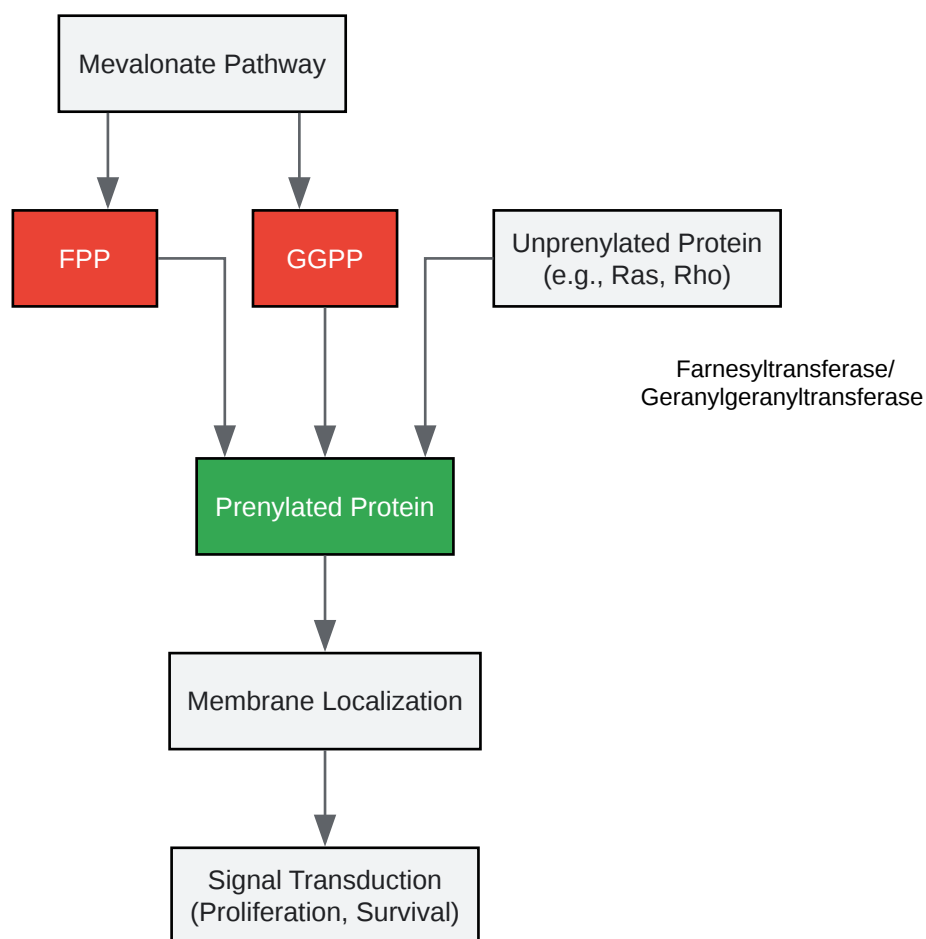 Mevalonate Pathway
FPP
GGPP
Unprenylated Protein
(e.g., Ras, Rho)
Farnesyltransferase/
Geranylgeranyltransferase
Prenylated Protein
Membrane Localization
Signal Transduction
(Proliferation, Survival)